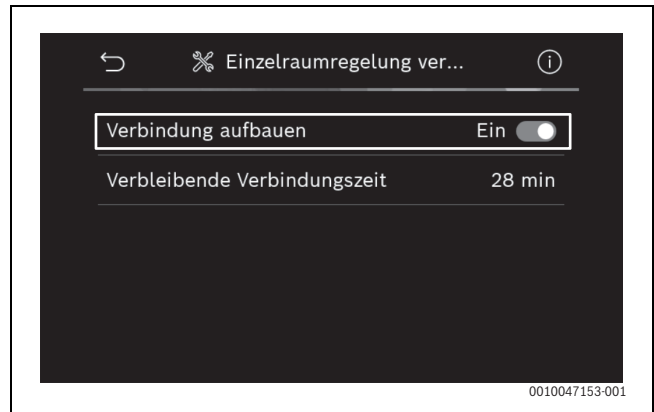 Einzelraumregelung ver...
Verbindung aufbauen Ein
Verbleibende Verbindungszeit 28 min
0010047153-001